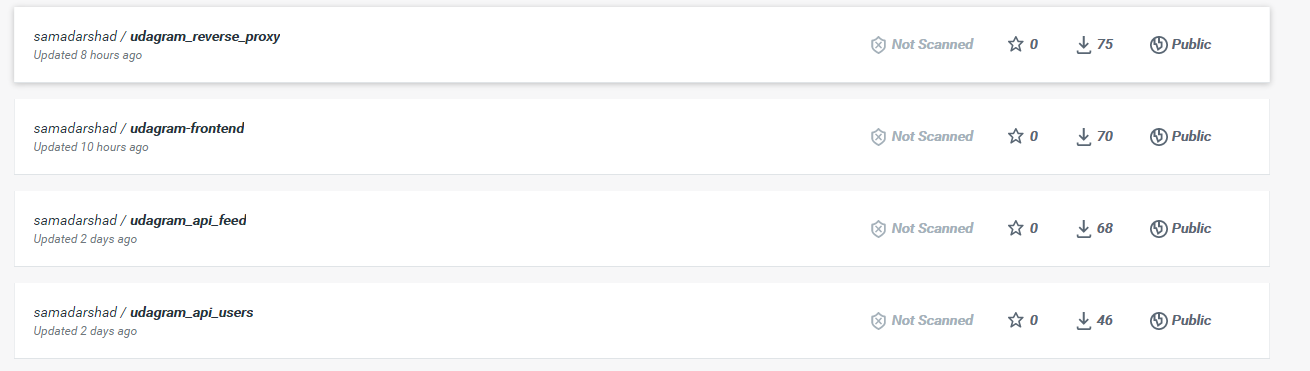 samadarshad / udagram_reverse_proxy Not Scanned 0 75 Public
Updated 8 hours ago
samadarshad / udagram-frontend Not Scanned 0 70 Public
Updated 10 hours ago
samadarshad / udagram_api_feed Not Scanned 0 68 Public
Updated 2 days ago
samadarshad / udagram_api_users Not Scanned 0 46 Public
Updated 2 days ago